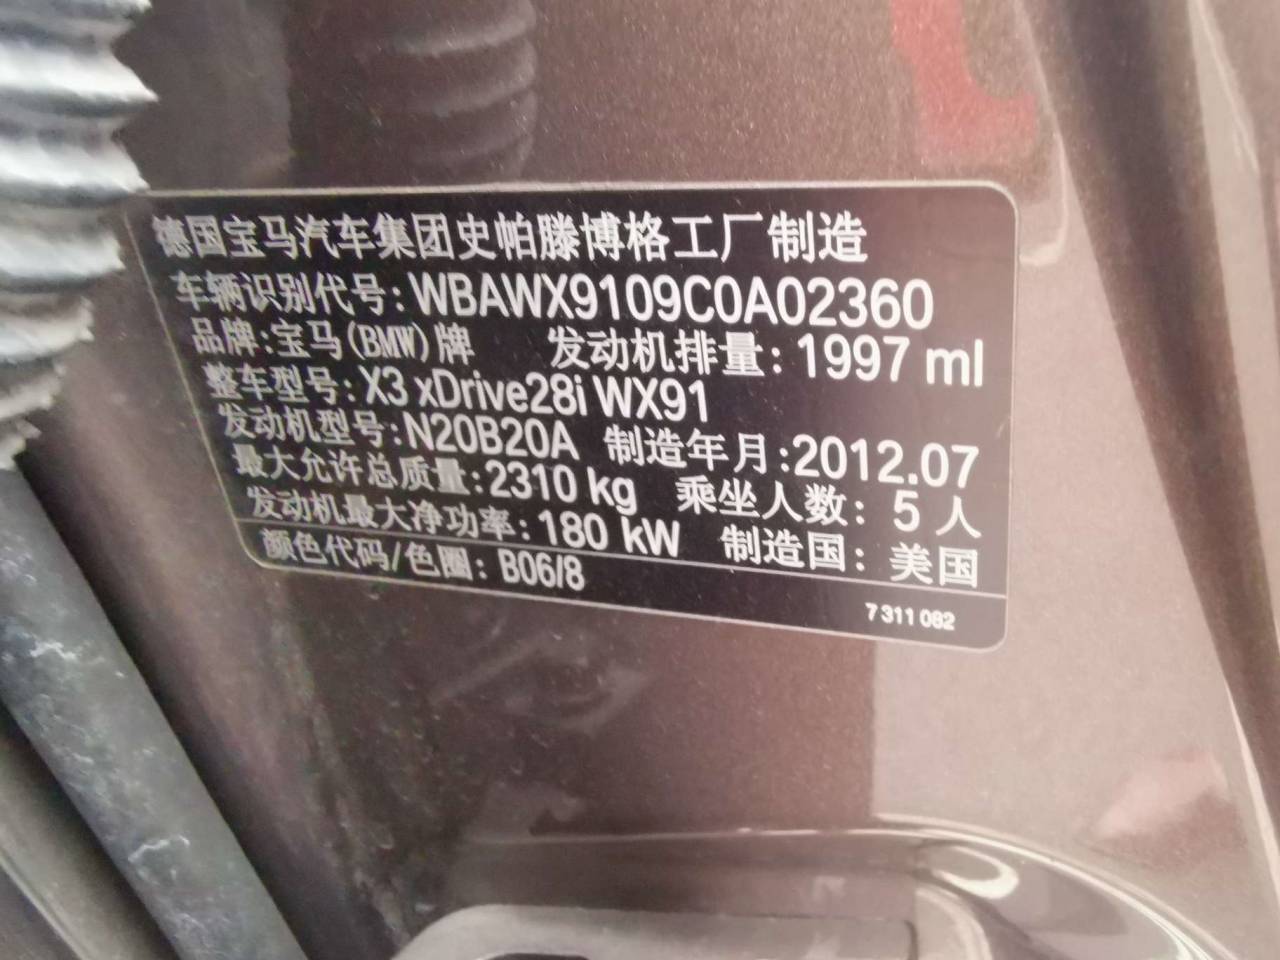 德国宝马汽车集团史帕滕博格工厂制造
车辆识别代号: WBAWX9109C0A02360
品牌:宝马(BMW)牌 发动机排量: 1997 ml
整车型号: X3 xDrive28i WX91
发动机型号:N20B20A 制造年月:2012.07
最大允许总质量:2310 kg 乘坐人数: 5 人
发动机最大净功率:180 kW 制造国: 美国
颜色代码/色圈: B06/8
7 311 082